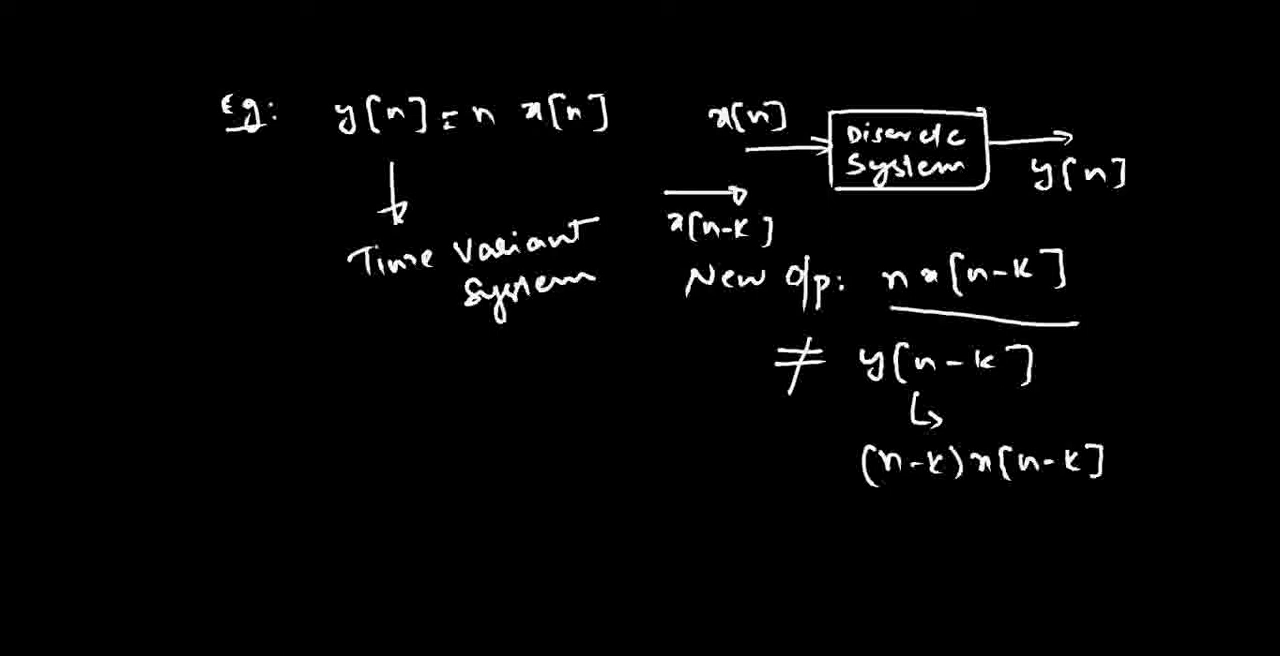 Eg: y[n] = n x[n]
Time Variant
System
x[n]
Discrete
System
y[n]
x[n-k]
New o/p: n x[n-k]
≠ y[n-k]
↳
(n-k) x[n-k]